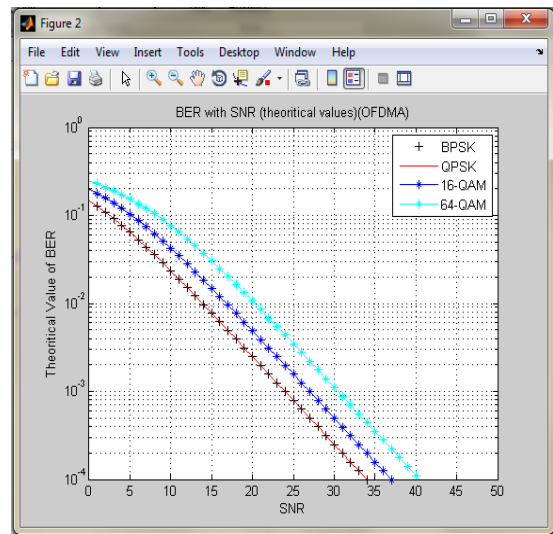 Figure 2
File Edit View Insert Tools Desktop Window Help
BER with SNR (theoritical values)(OFDMA)
10^0
10^-1
10^-2
10^-3
10^-4
Theoritical Value of BER
BPSK
QPSK
16-QAM
64-QAM
0 5 10 15 20 25 30 35 40 45 50
SNR